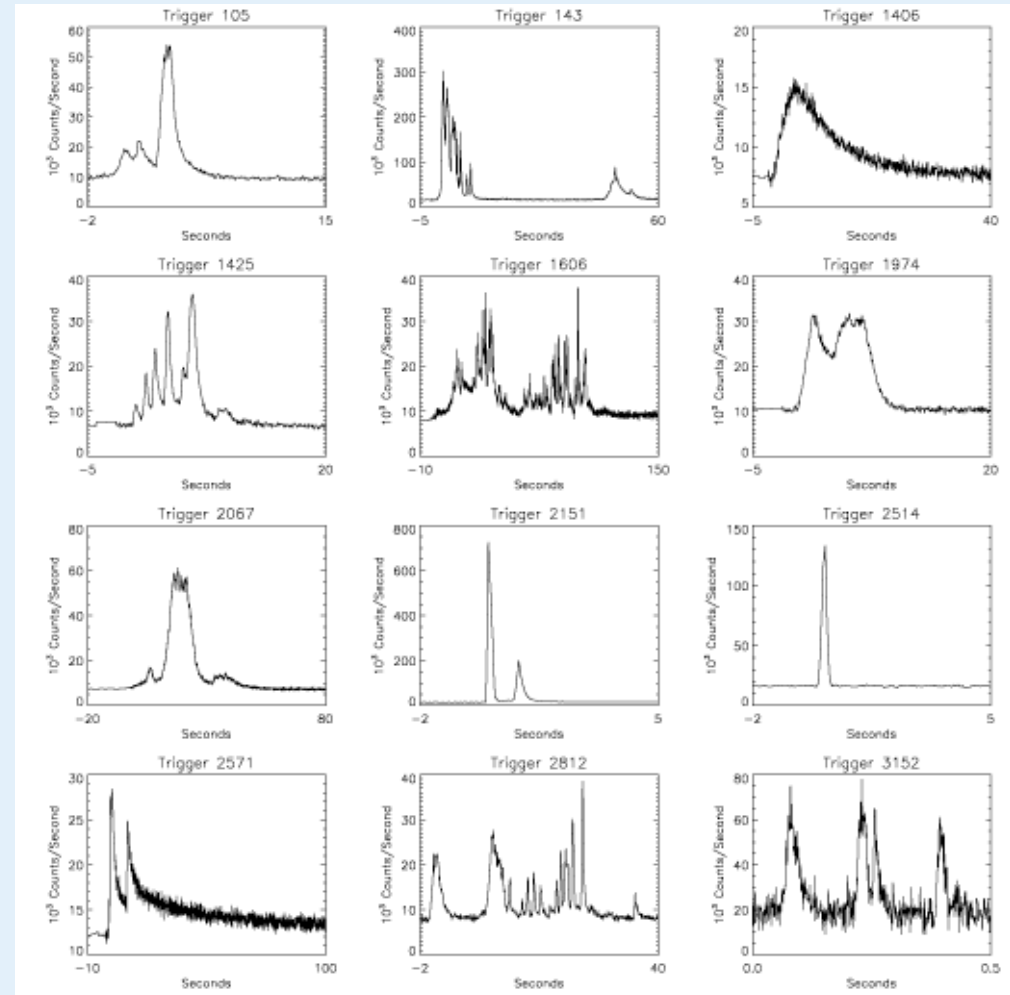 Trigger 105
10³ Counts/Second
60
50
40
30
20
10
0
-2
15
Seconds
Trigger 143
10³ Counts/Second
400
300
200
100
0
-5
60
Seconds
Trigger 1406
10³ Counts/Second
20
15
10
5
-5
40
Seconds
Trigger 1425
10³ Counts/Second
40
30
20
10
0
-5
20
Seconds
Trigger 1606
10³ Counts/Second
40
30
20
10
0
-10
150
Seconds
Trigger 1974
10³ Counts/Second
40
30
20
10
0
-5
20
Seconds
Trigger 2067
10³ Counts/Second
80
60
40
20
0
-20
80
Seconds
Trigger 2151
10³ Counts/Second
800
600
400
200
0
-2
5
Seconds
Trigger 2514
10³ Counts/Second
150
100
50
0
-2
5
Seconds
Trigger 2571
10³ Counts/Second
30
25
20
15
10
-10
100
Seconds
Trigger 2812
10³ Counts/Second
40
30
20
10
0
-2
40
Seconds
Trigger 3152
10³ Counts/Second
80
60
40
20
0
0.0
0.5
Seconds